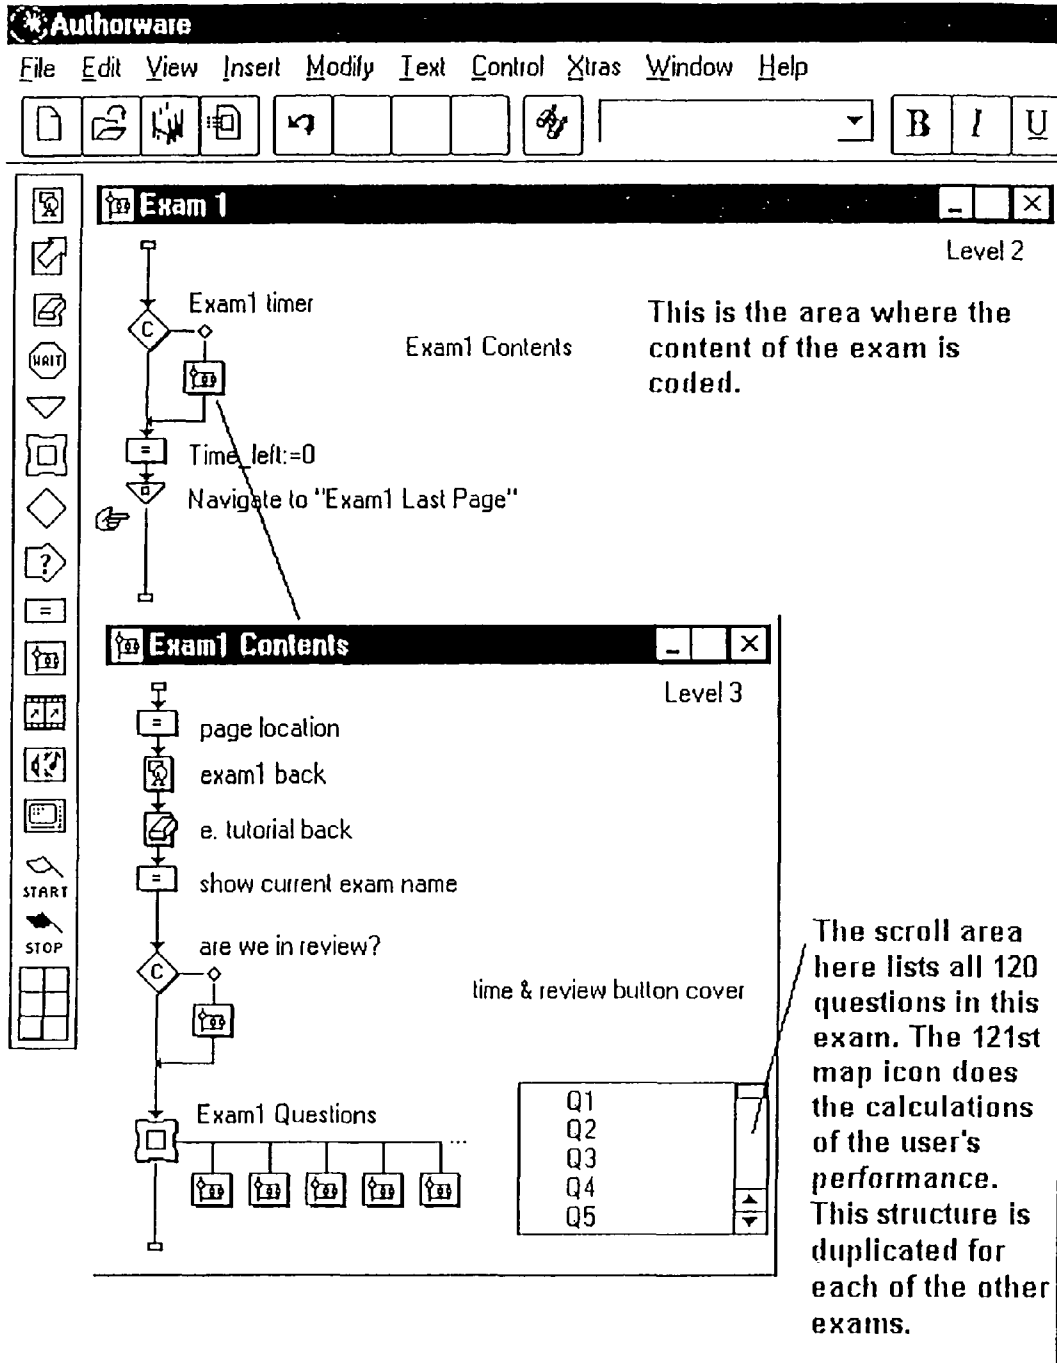 Authorware
File Edit View Insert Modify Text Control Xtras Window Help
B I U
Exam 1
Level 2
C
Exam1 timer
Exam1 Contents
This is the area where the
content of the exam is
coded.
WAIT
=
Time_left:=0
Navigate to "Exam1 Last Page"
?
=
START
STOP
Exam1 Contents
Level 3
=
page location
exam1 back
e. tutorial back
=
show current exam name
are we in review?
C
time & review button cover
Exam1 Questions
...
Q1
Q2
Q3
Q4
Q5
The scroll area
here lists all 120
questions in this
exam. The 121st
map icon does
the calculations
of the user's
performance.
This structure is
duplicated for
each of the other
exams.